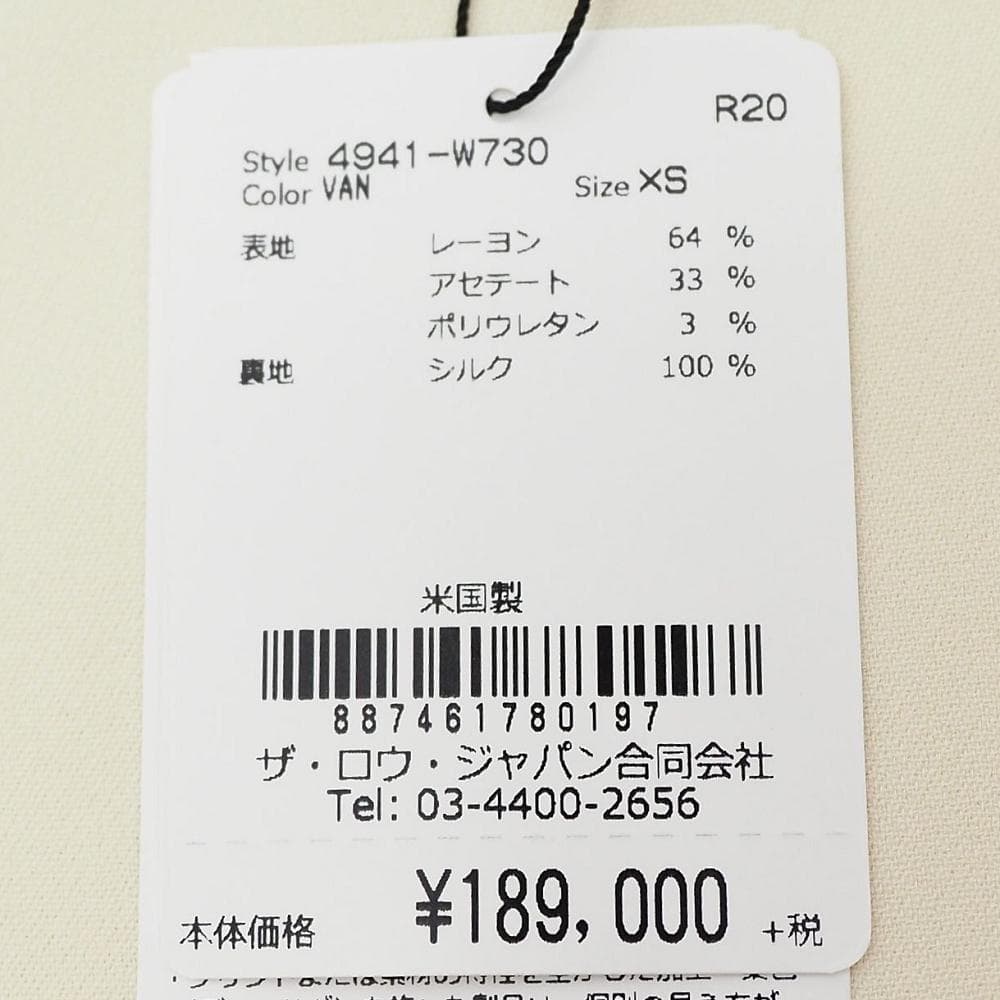 R20
Style 4941-W730
Color VAN Size XS
表地 レーヨン 64 %
アセテート 33 %
ポリウレタン 3 %
裏地 シルク 100 %
米国製
887461780197
ザ・ロウ・ジャパン合同会社
Tel: 03-4400-2656
本体価格 ¥189,000 +税